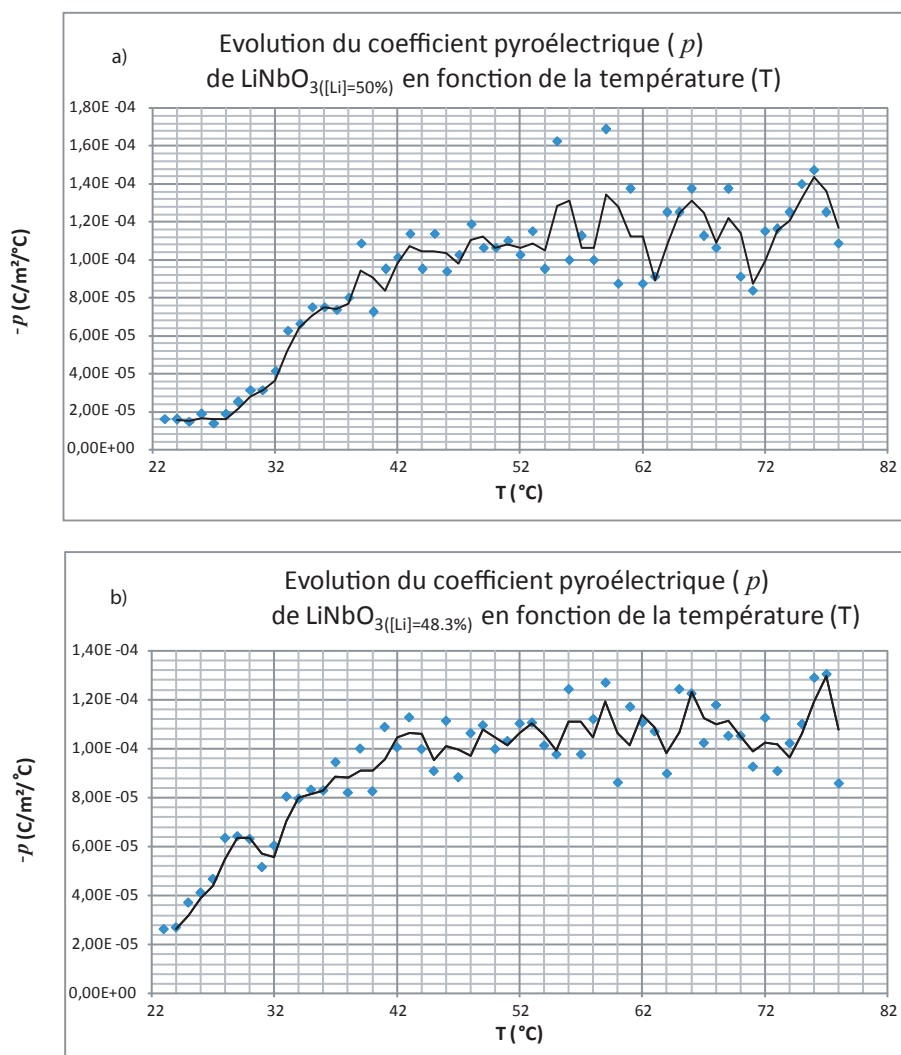 a)
Evolution du coefficient pyroélectrique ( p)
de LiNbO3([Li]=50%) en fonction de la température (T)
-p (C/m²/°C)
1,80E -04
1,60E -04
1,40E -04
1,20E -04
1,00E -04
8,00E -05
6,00E -05
4,00E -05
2,00E -05
0,00E+00
22 32 42 52 62 72 82
T (°C)
b)
Evolution du coefficient pyroélectrique ( p)
de LiNbO3([Li]=48.3%) en fonction de la température (T)
-p (C/m²/°C)
1,40E -04
1,20E -04
1,00E -04
8,00E -05
6,00E -05
4,00E -05
2,00E -05
0,00E+00
22 32 42 52 62 72 82
T (°C)